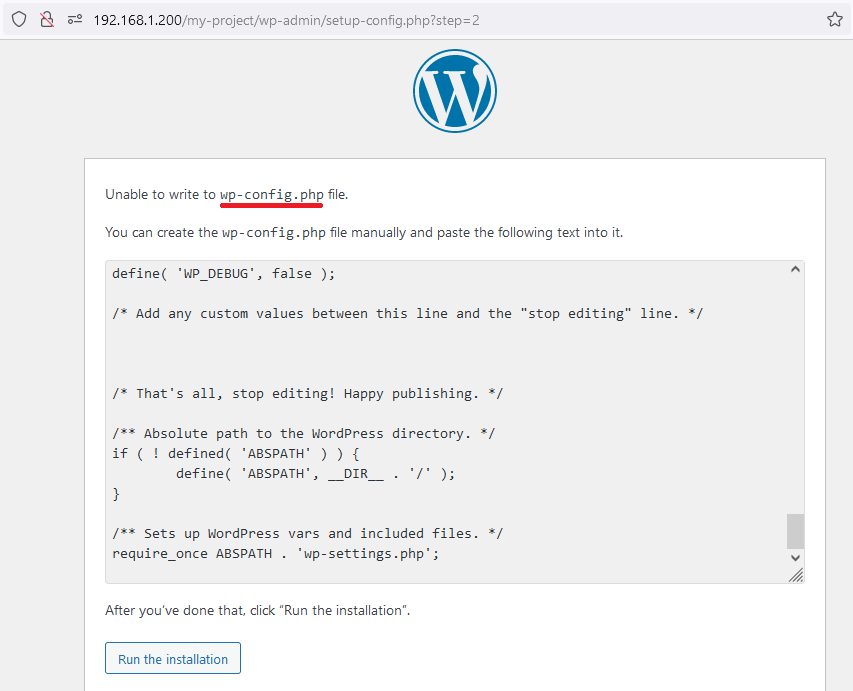 192.168.1.200/my-project/wp-admin/setup-config.php?step=2
W
Unable to write to wp-config.php file.
You can create the wp-config.php file manually and paste the following text into it.
define( 'WP_DEBUG', false );
/* Add any custom values between this line and the "stop editing" line. */
/* That's all, stop editing! Happy publishing. */
/** Absolute path to the WordPress directory. */
if ( ! defined( 'ABSPATH' ) ) {
        define( 'ABSPATH', __DIR__ . '/' );
}
/** Sets up WordPress vars and included files. */
require_once ABSPATH . 'wp-settings.php';
After you’ve done that, click “Run the installation”.
Run the installation